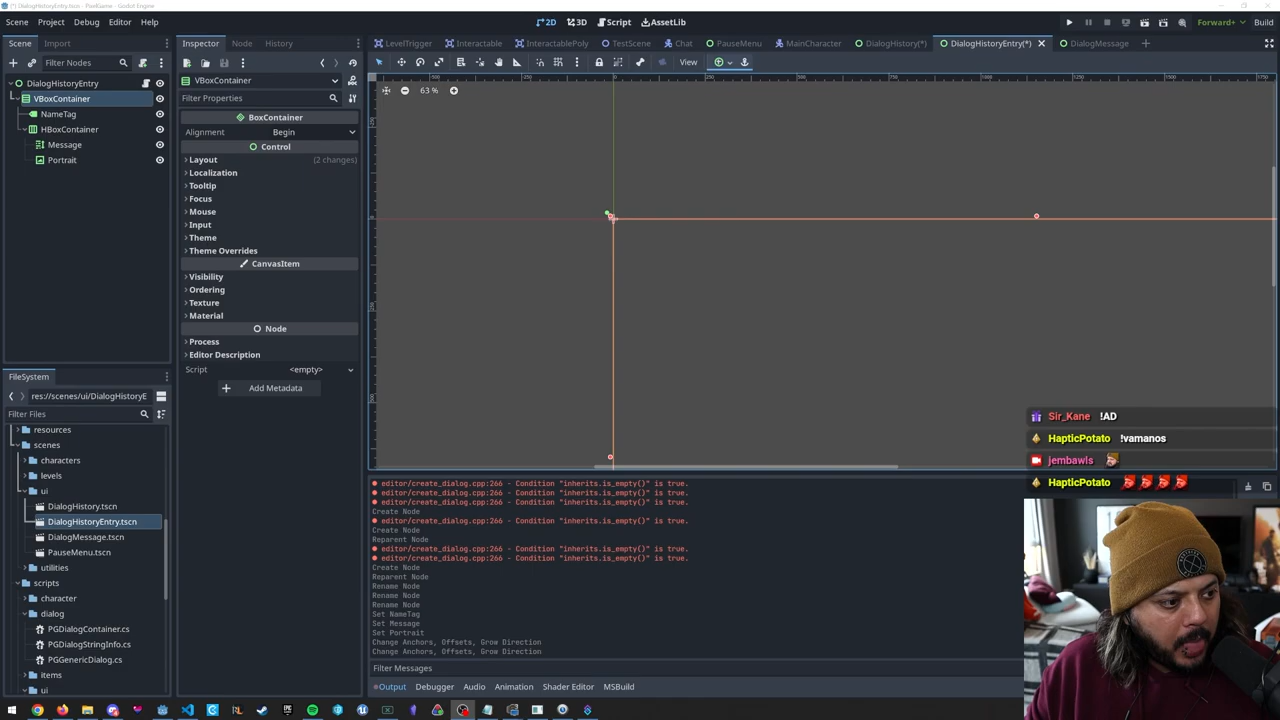 (*) DialogHistoryEntry.tscn - PixelGame - Godot Engine
Scene Project Debug Editor Help
2D 3D Script AssetLib
Forward+ Build
Scene Import
Inspector Node History
LevelTrigger Interactable InteractablePoly TestScene Chat PauseMenu MainCharacter DialogHistory(*) DialogHistoryEntry(*) DialogMessage
Filter Nodes
DialogHistoryEntry
VBoxContainer
NameTag
HBoxContainer
Message
Portrait
VBoxContainer
Filter Properties
BoxContainer
Alignment Begin
Control
Layout (2 changes)
Localization
Tooltip
Focus
Mouse
Input
Theme
Theme Overrides
CanvasItem
Visibility
Ordering
Texture
Material
Node
Process
Editor Description
Script <empty>
Add Metadata
View
63 %
FileSystem
res://scenes/ui/DialogHistoryE
Filter Files
resources
scenes
characters
levels
ui
DialogHistory.tscn
DialogHistoryEntry.tscn
DialogMessage.tscn
PauseMenu.tscn
utilities
scripts
character
dialog
PGDialogContainer.cs
PGDialogStringInfo.cs
PGGenericDialog.cs
items
ui
editor/create_dialog.cpp:266 - Condition "inherits.is_empty()" is true.
editor/create_dialog.cpp:266 - Condition "inherits.is_empty()" is true.
editor/create_dialog.cpp:266 - Condition "inherits.is_empty()" is true.
Create Node
editor/create_dialog.cpp:266 - Condition "inherits.is_empty()" is true.
Create Node
Reparent Node
editor/create_dialog.cpp:266 - Condition "inherits.is_empty()" is true.
editor/create_dialog.cpp:266 - Condition "inherits.is_empty()" is true.
Create Node
Reparent Node
Rename Node
Rename Node
Rename Node
Set NameTag
Set Message
Set Portrait
Change Anchors, Offsets, Grow Direction
Change Anchors, Offsets, Grow Direction
Filter Messages
Output Debugger Audio Animation Shader Editor MSBuild
Sir_Kane !AD
HapticPotato !vamanos
jembawls
HapticPotato